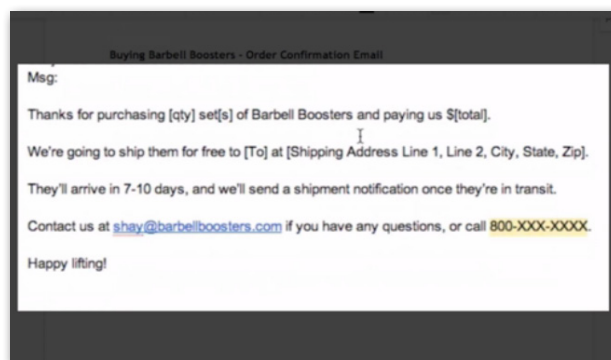 Buying Barbell Boosters - Order Confirmation Email
Msg:
Thanks for purchasing [qty] set[s] of Barbell Boosters and paying us $[total].
We're going to ship them for free to [To] at [Shipping Address Line 1, Line 2, City, State, Zip].
They'll arrive in 7-10 days, and we'll send a shipment notification once they're in transit.
Contact us at shay@barbellboosters.com if you have any questions, or call 800-XXX-XXXX.
Happy lifting!